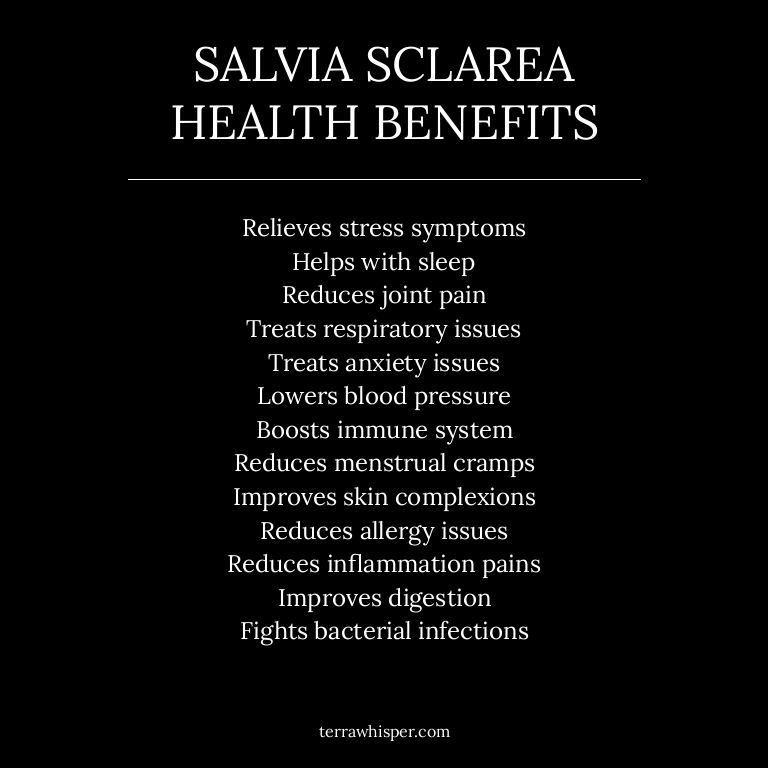 SALVIA SCLAREA
HEALTH BENEFITS
Relieves stress symptoms
Helps with sleep
Reduces joint pain
Treats respiratory issues
Treats anxiety issues
Lowers blood pressure
Boosts immune system
Reduces menstrual cramps
Improves skin complexions
Reduces allergy issues
Reduces inflammation pains
Improves digestion
Fights bacterial infections
terrawhisper.com